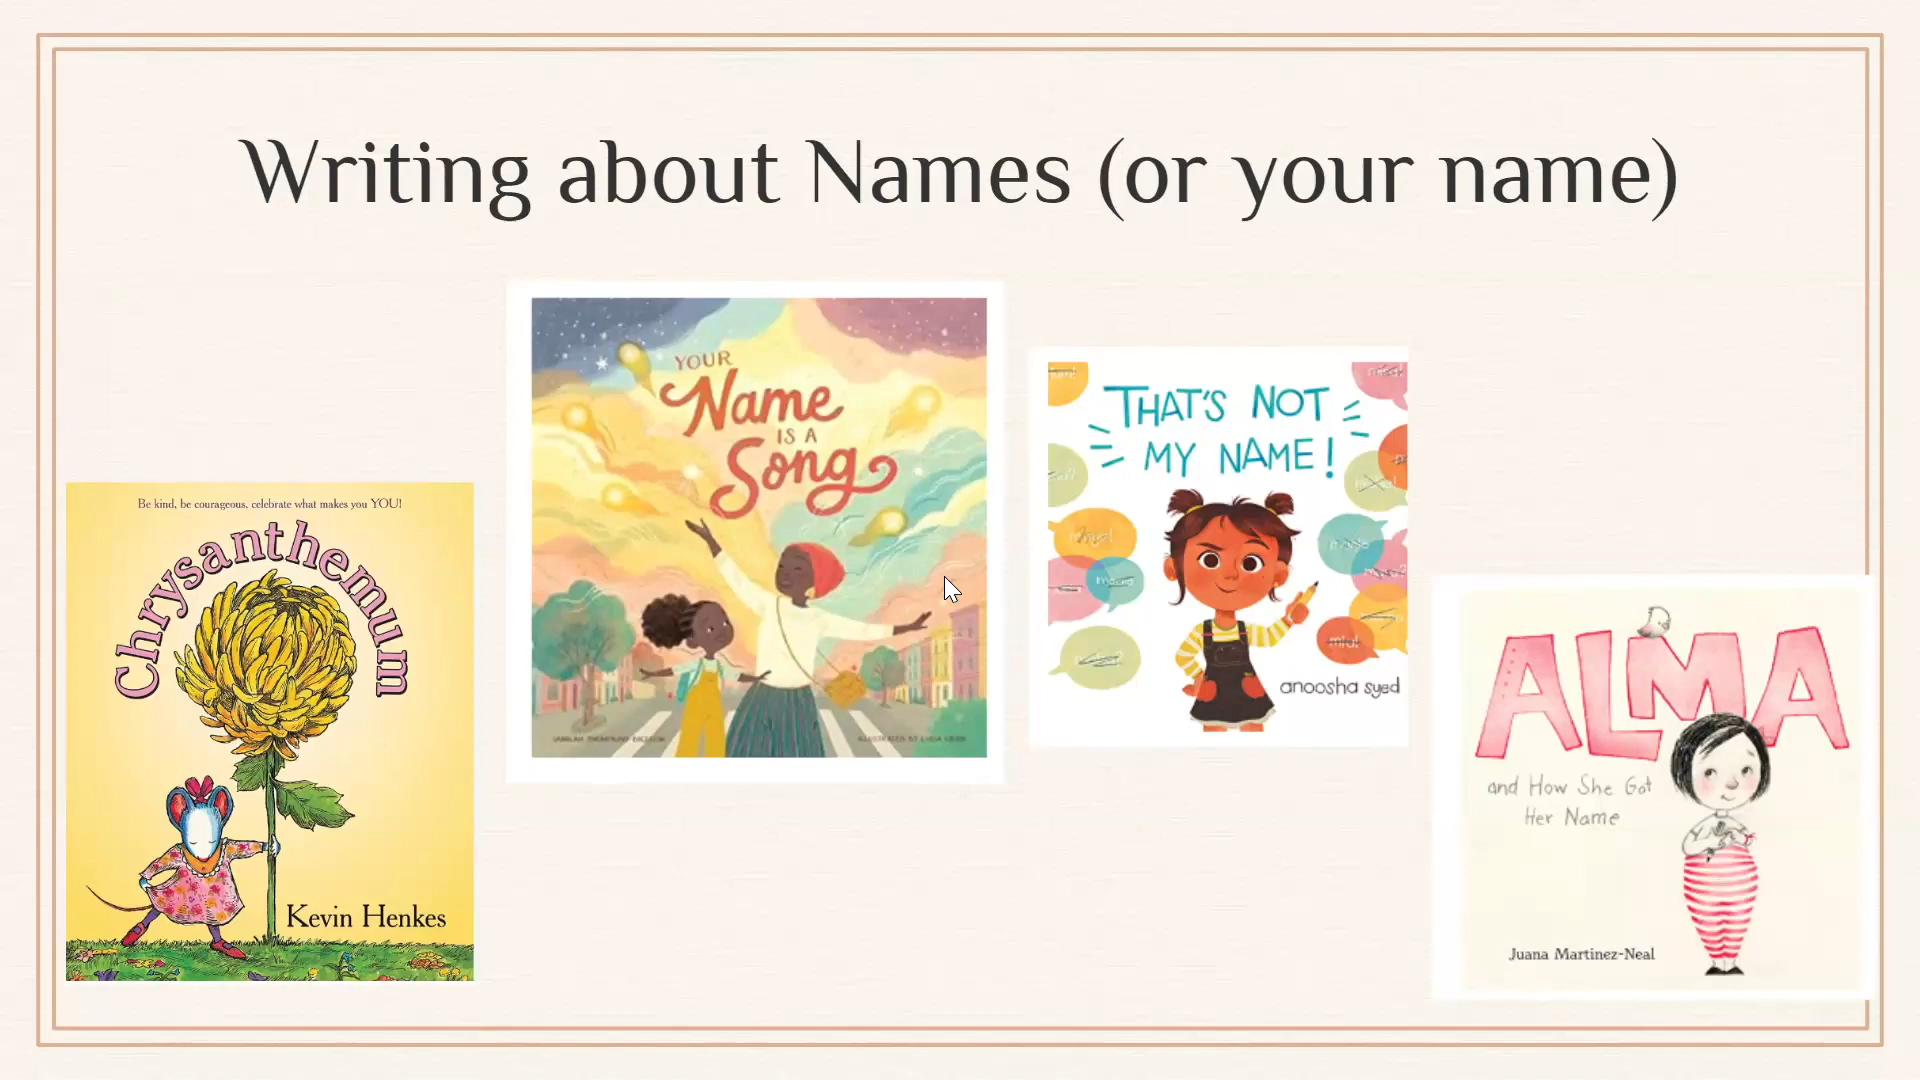 Writing about Names (or your name)
Be kind, be courageous, celebrate what makes you YOU!
Chrysanthemum
Kevin Henkes
YOUR
Name
IS A
Song
THAT'S NOT
MY NAME!
anoosha syed
ALMA
and How She Got
Her Name
Juana Martinez-Neal